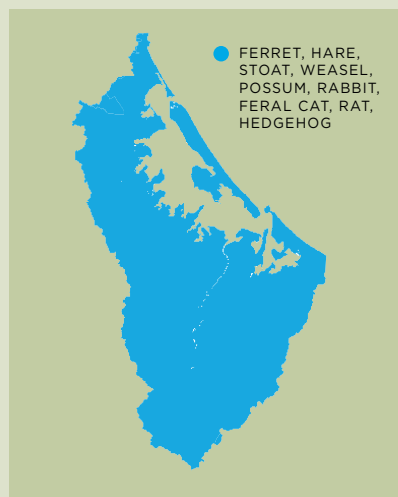 FERRET, HARE,
STOAT, WEASEL,
POSSUM, RABBIT,
FERAL CAT, RAT,
HEDGEHOG